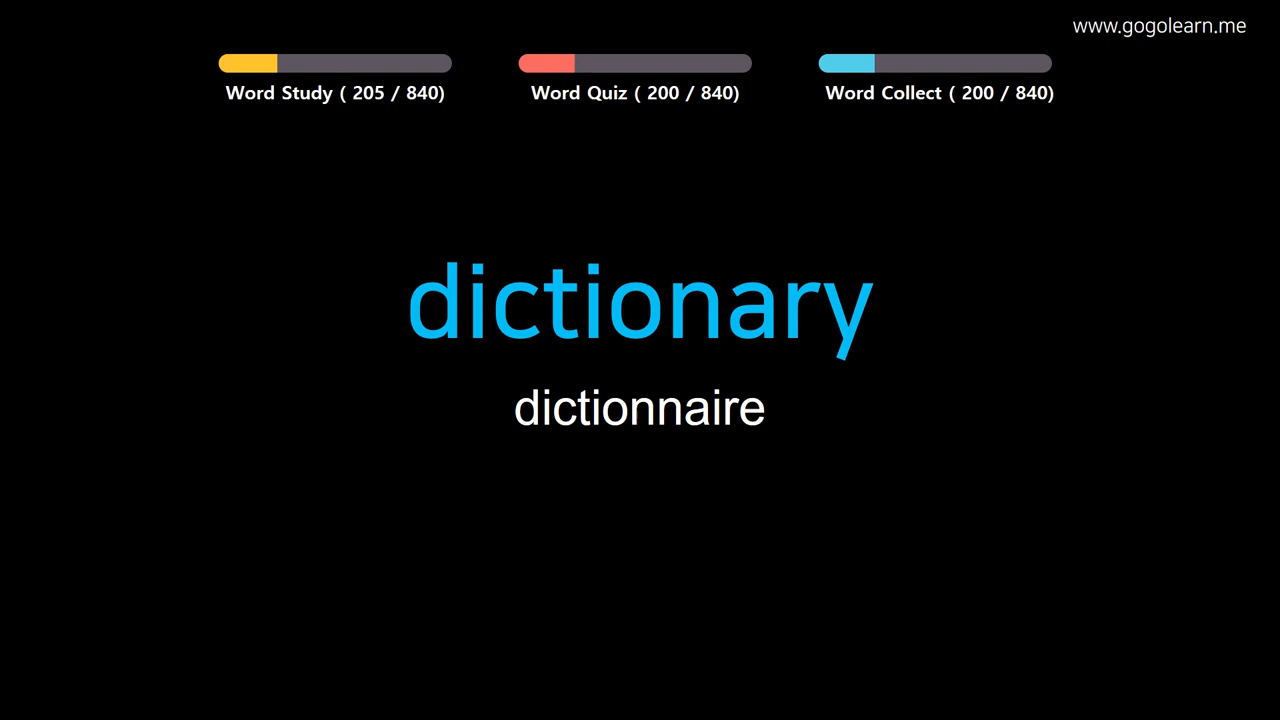 www.gogolearn.me
Word Study ( 205 / 840)
Word Quiz ( 200 / 840)
Word Collect ( 200 / 840)
dictionary
dictionnaire